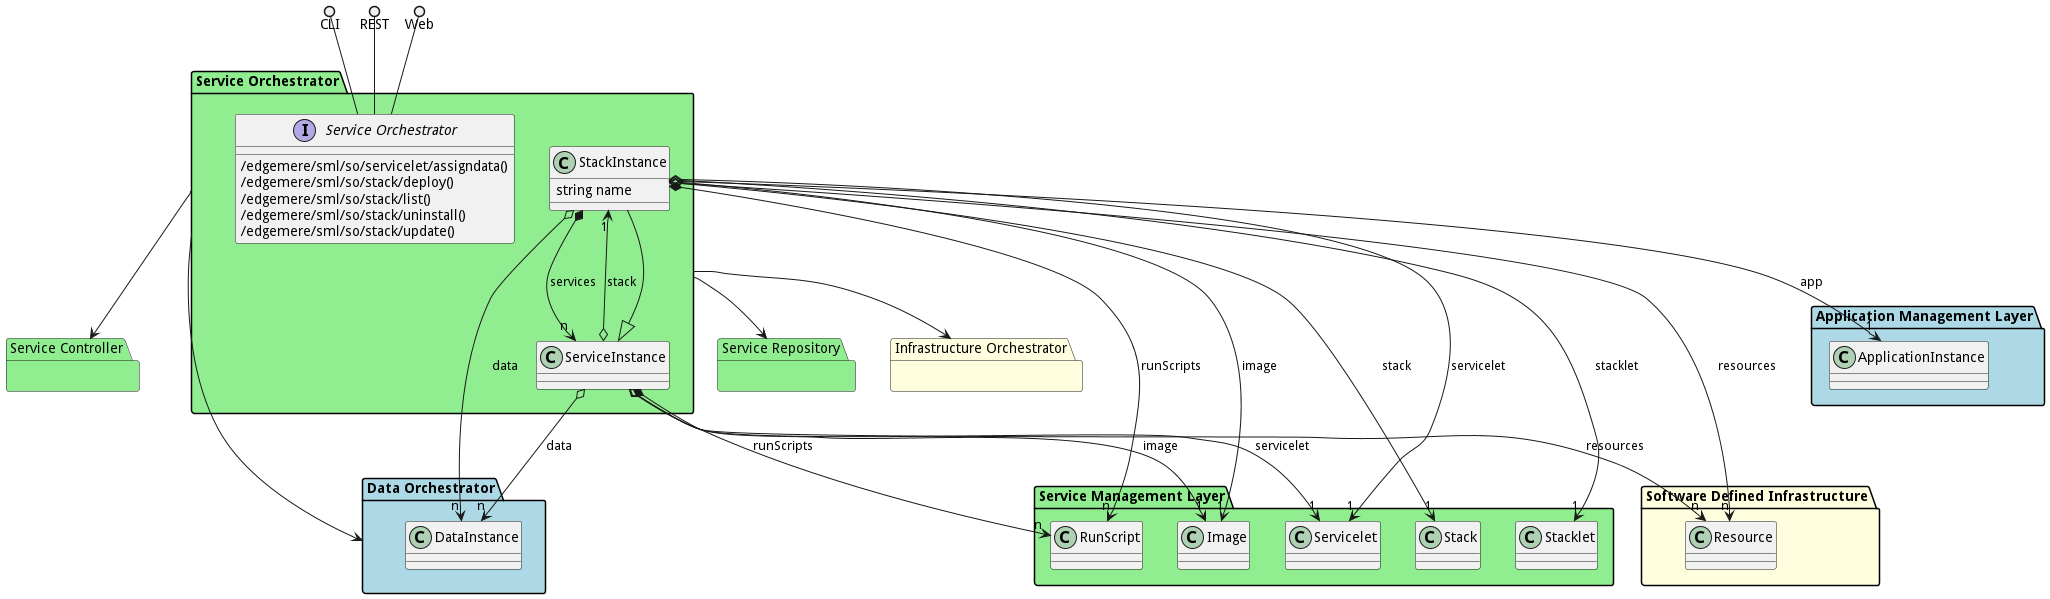 CLI
REST
Web
Service Orchestrator
I
Service Orchestrator
/edgemere/sml/so/servicelet/assigndata()
/edgemere/sml/so/stack/deploy()
/edgemere/sml/so/stack/list()
/edgemere/sml/so/stack/uninstall()
/edgemere/sml/so/stack/update()
C StackInstance
string name
1
services
stack
app
n
Service Controller
Service Repository
Infrastructure Orchestrator
Application Management Layer
1
C ServiceInstance
C ApplicationInstance
data
runScripts
image
stack
servicelet
stacklet
resources
data
runScripts
image
servicelet
resources
Data Orchestrator
n
n
C DataInstance
Service Management Layer
n
n
1
1
1
1
1
1
C RunScript
C Image
C Servicelet
C Stack
C Stacklet
Software Defined Infrastructure
n
n
C Resource